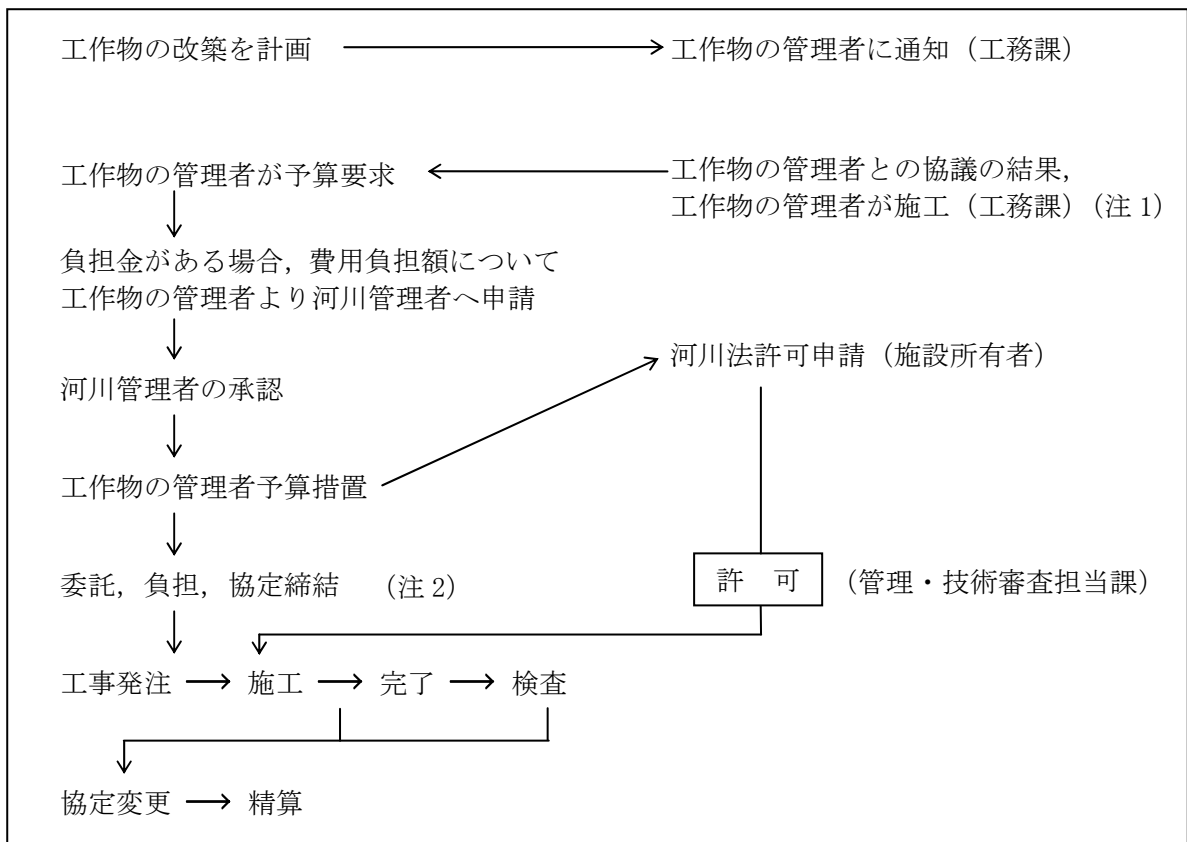 工作物の改築を計画
工作物の管理者に通知（工務課）
工作物の管理者が予算要求
工作物の管理者との協議の結果，
工作物の管理者が施工（工務課）（注 1）
負担金がある場合，費用負担額について
工作物の管理者より河川管理者へ申請
河川法許可申請（施設所有者）
河川管理者の承認
工作物の管理者予算措置
委託，負担，協定締結 （注 2）
許 可
（管理・技術審査担当課）
工事発注
施工
完了
検査
協定変更
精算